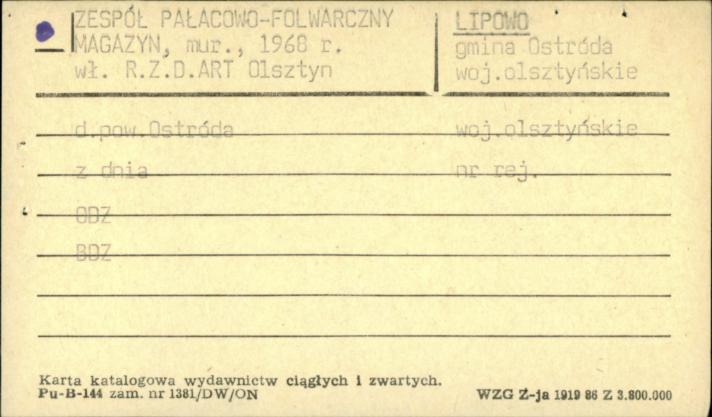 ZESPÓŁ PAŁACOWO-FOLWARCZNY
MAGAZYN, mur., 1968 r.
wł. R.Z.D.ART Olsztyn
LIPOWO
gmina Ostróda
woj.olsztyńskie
d.pow.Ostróda woj.olsztyńskie
z dnia nr rej.
ODZ
BDZ
Karta katalogowa wydawnictw ciągłych i zwartych.
Pu-B-144 zam. nr 1381/DW/ON WZG Z-ja 1919 86 Z 3.800.000